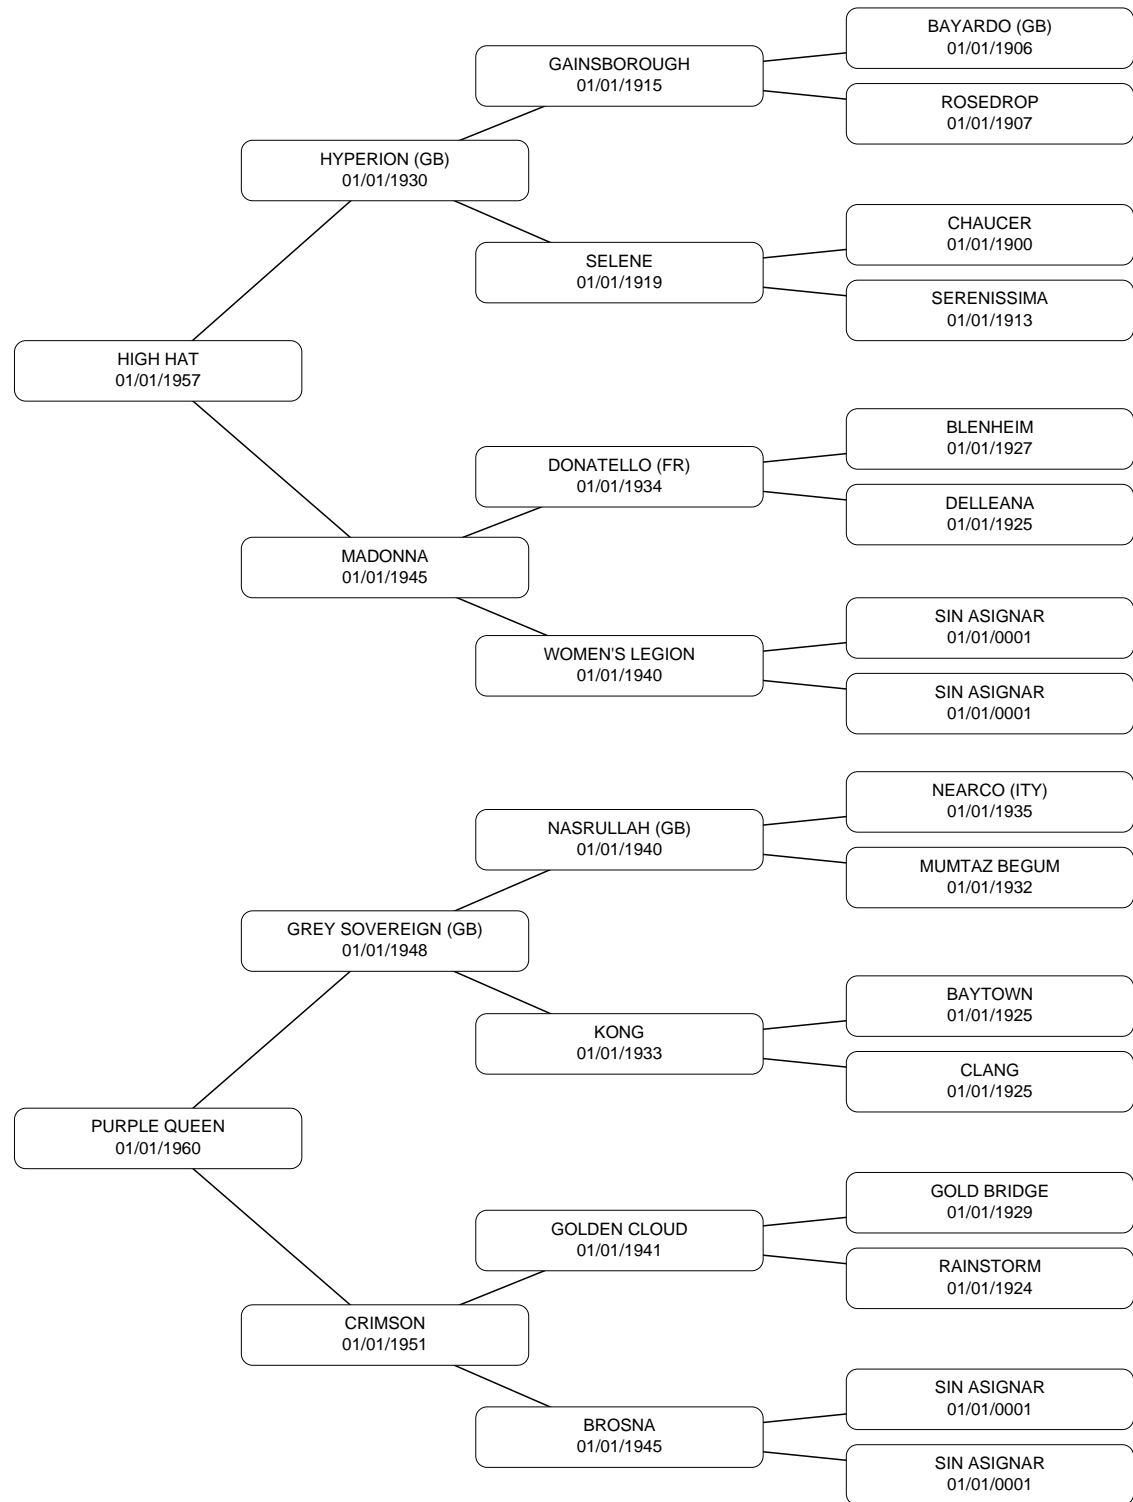 BAYARDO (GB)
01/01/1906
GAINSBOROUGH
01/01/1915
ROSEDROP
01/01/1907
HYPERION (GB)
01/01/1930
CHAUCER
01/01/1900
SELENE
01/01/1919
SERENISSIMA
01/01/1913
HIGH HAT
01/01/1957
BLENHEIM
01/01/1927
DONATELLO (FR)
01/01/1934
DELLEANA
01/01/1925
MADONNA
01/01/1945
SIN ASIGNAR
01/01/0001
WOMEN'S LEGION
01/01/1940
SIN ASIGNAR
01/01/0001
NEARCO (ITY)
01/01/1935
NASRULLAH (GB)
01/01/1940
MUMTAZ BEGUM
01/01/1932
GREY SOVEREIGN (GB)
01/01/1948
BAYTOWN
01/01/1925
KONG
01/01/1933
CLANG
01/01/1925
PURPLE QUEEN
01/01/1960
GOLD BRIDGE
01/01/1929
GOLDEN CLOUD
01/01/1941
RAINSTORM
01/01/1924
CRIMSON
01/01/1951
SIN ASIGNAR
01/01/0001
BROSNA
01/01/1945
SIN ASIGNAR
01/01/0001